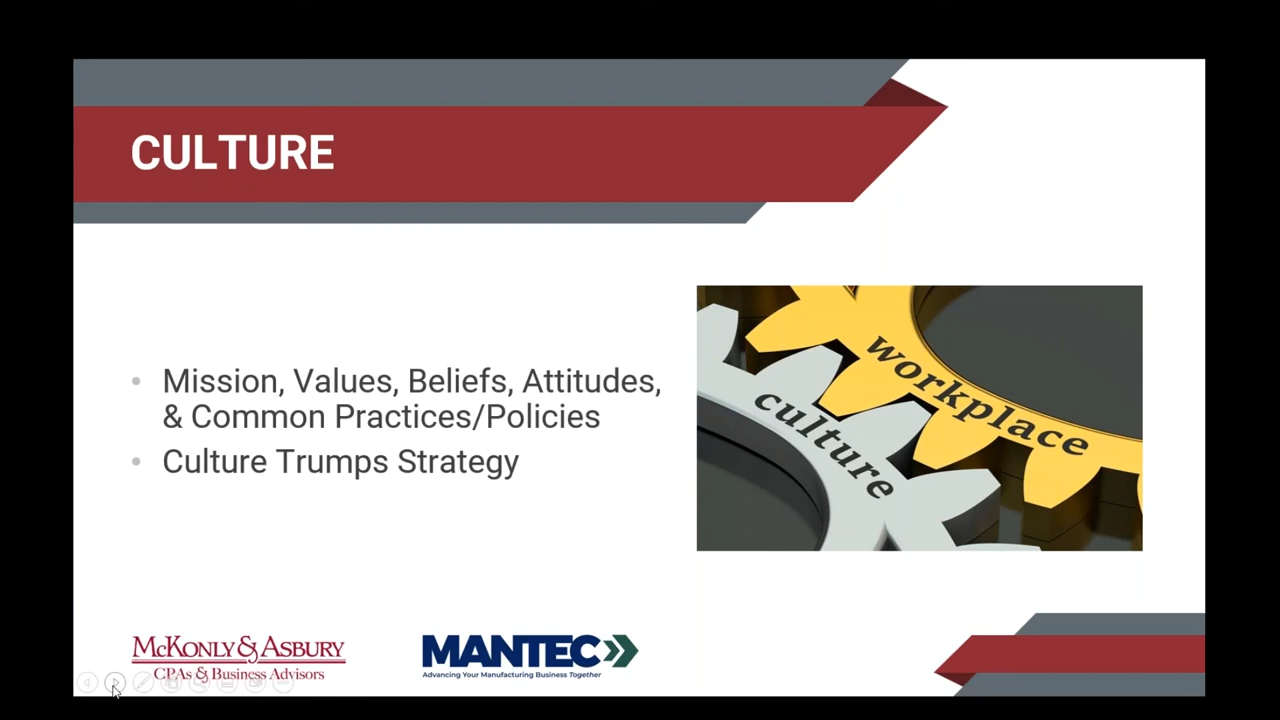 CULTURE
• Mission, Values, Beliefs, Attitudes,
& Common Practices/Policies
• Culture Trumps Strategy
workplace
culture
McKonly & Asbury
CPAs & Business Advisors
MANTEC
Advancing Your Manufacturing Business Together